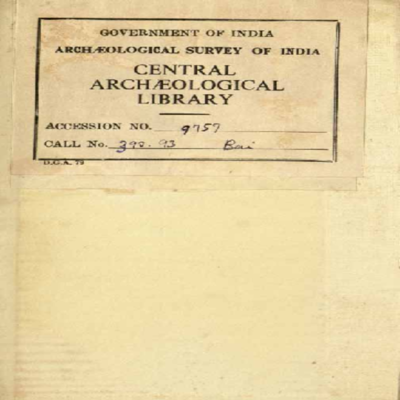 GOVERNMENT OF INDIA
ARCHÆOLOGICAL SURVEY OF INDIA
CENTRAL
ARCHÆOLOGICAL
LIBRARY
ACCESSION NO. 9757
CALL No. 398.93 Bai
D.G.A. 79